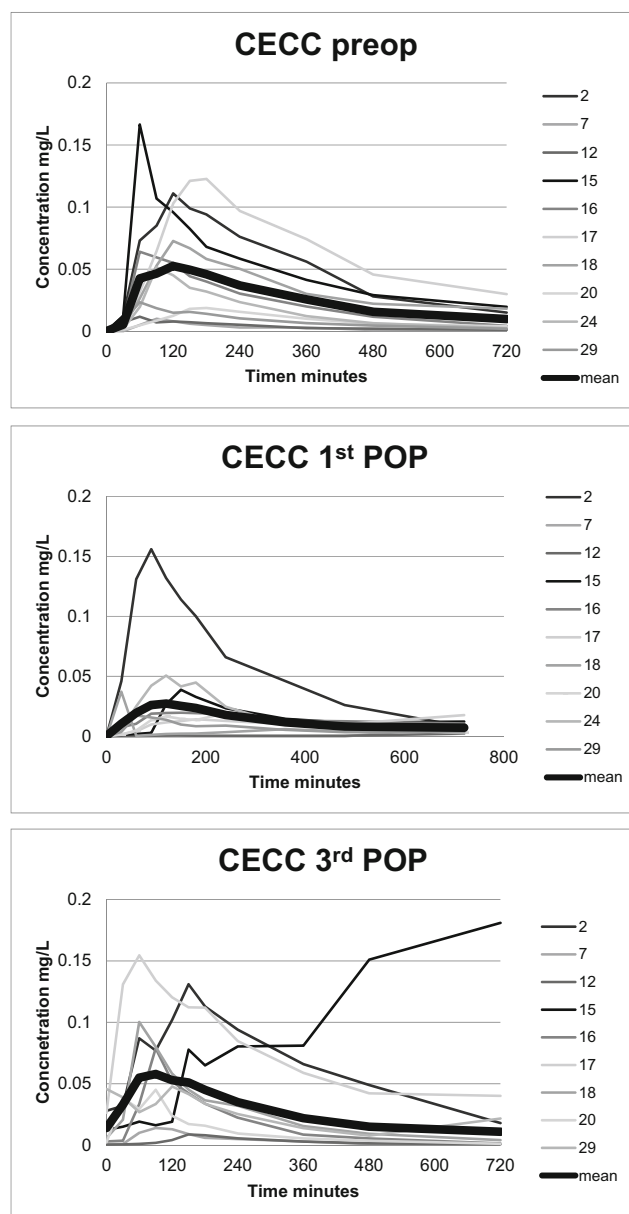 CECC preop
Concentration mg/L
0.2
0.15
0.1
0.05
0
0 120 240 360 480 600 720
Timen minutes
2
7
12
15
16
17
18
20
24
29
mean
CECC 1st POP
Concentration mg/L
0.2
0.15
0.1
0.05
0
0 200 400 600 800
Time minutes
2
7
12
15
16
17
18
20
24
29
mean
CECC 3rd POP
Concnetration mg/L
0.2
0.15
0.1
0.05
0
0 120 240 360 480 600 720
Time minutes
2
7
12
15
16
17
18
20
29
mean